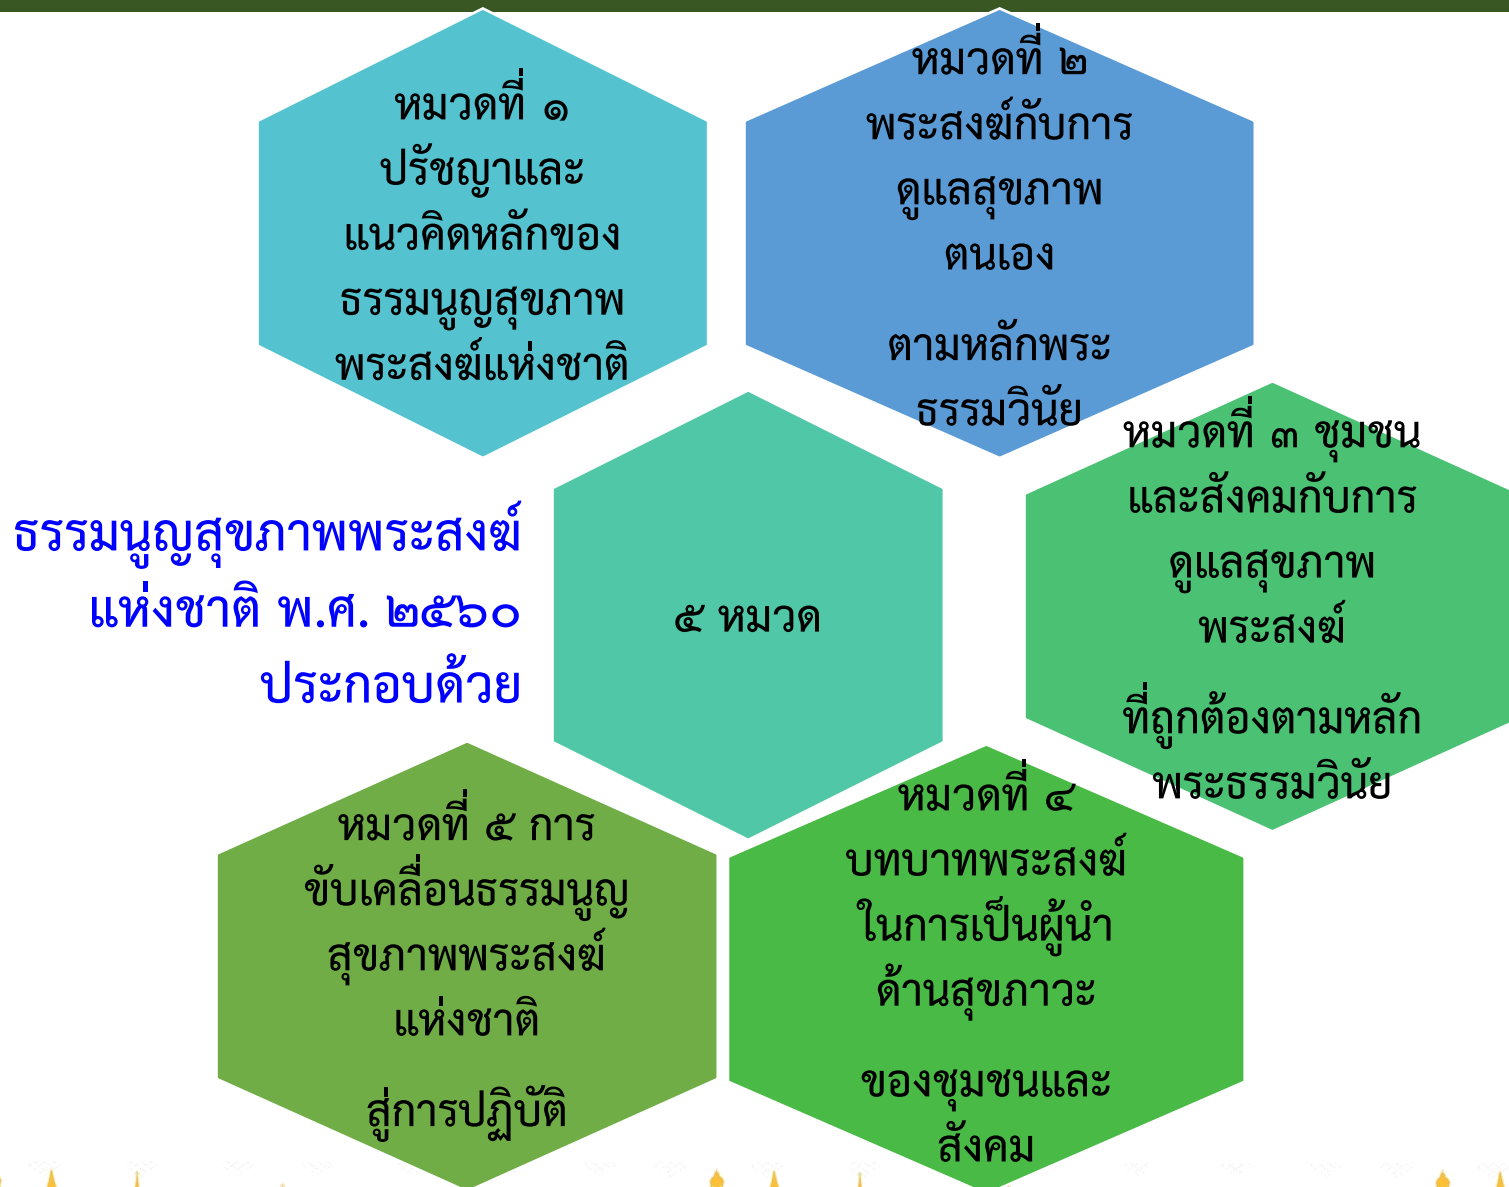 หมวดที่ ๑
ปรัชญาและ
แนวคิดหลักของ
ธรรมนูญสุขภาพ
พระสงฆ์แห่งชาติ
หมวดที่ ๒
พระสงฆ์กับการ
ดูแลสุขภาพ
ตนเอง
ตามหลักพระ
ธรรมวินัย
หมวดที่ ๓ ชุมชน
และสังคมกับการ
ดูแลสุขภาพ
พระสงฆ์
ที่ถูกต้องตามหลัก
พระธรรมวินัย
ธรรมนูญสุขภาพพระสงฆ์
แห่งชาติ พ.ศ. ๒๕๖๐
ประกอบด้วย
๕ หมวด
หมวดที่ ๔
บทบาทพระสงฆ์
ในการเป็นผู้นำ
ด้านสุขภาวะ
ของชุมชนและ
สังคม
หมวดที่ ๕ การ
ขับเคลื่อนธรรมนูญ
สุขภาพพระสงฆ์
แห่งชาติ
สู่การปฏิบัติ